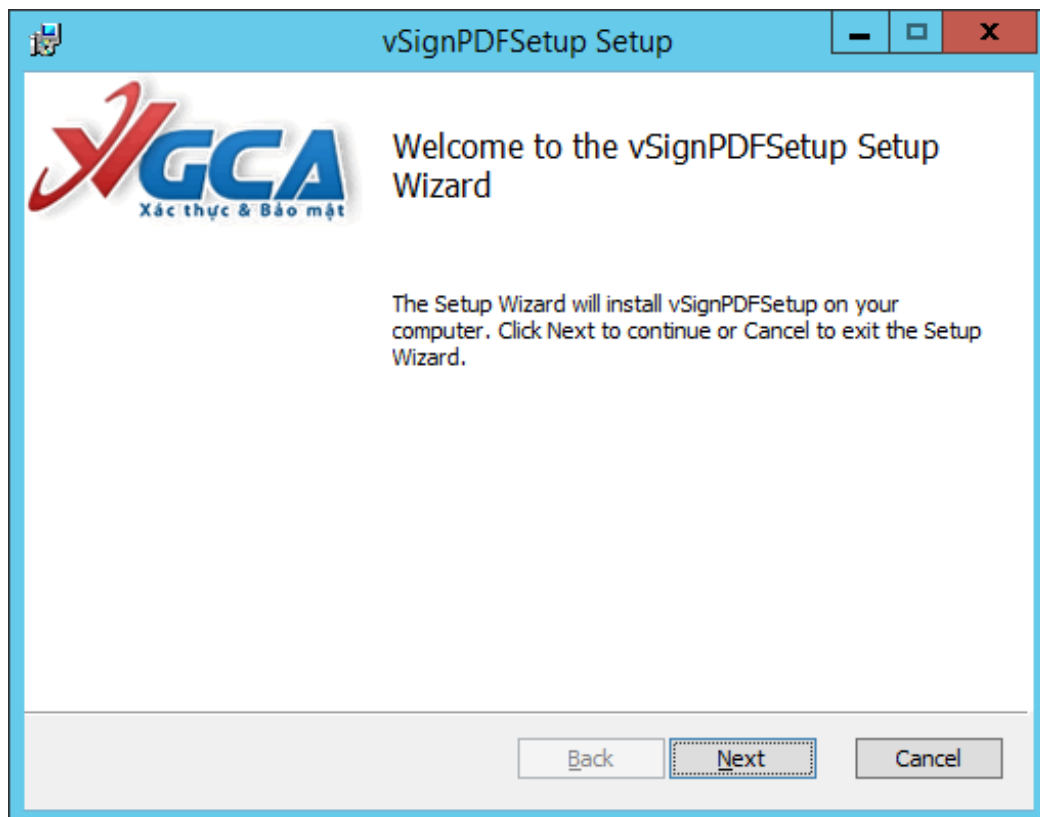 vSignPDFSetup Setup
VGCA
Xác thực & Bảo mật
Welcome to the vSignPDFSetup Setup
Wizard
The Setup Wizard will install vSignPDFSetup on your
computer. Click Next to continue or Cancel to exit the Setup
Wizard.
Back Next Cancel